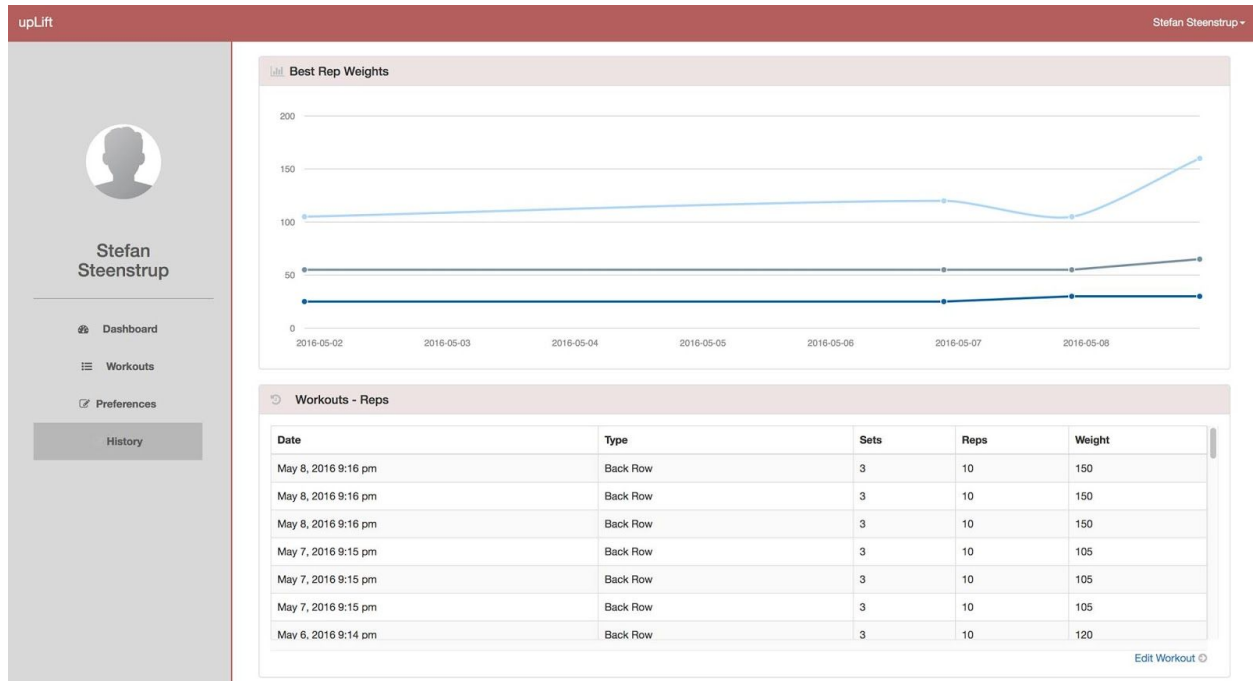 upLift
Stefan Steenstrup
Stefan
Steenstrup
Dashboard
Workouts
Preferences
History
Best Rep Weights
200
150
100
50
0
2016-05-02 2016-05-03 2016-05-04 2016-05-05 2016-05-06 2016-05-07 2016-05-08
Workouts - Reps
Date Type Sets Reps Weight
May 8, 2016 9:16 pm Back Row 3 10 150
May 8, 2016 9:16 pm Back Row 3 10 150
May 8, 2016 9:16 pm Back Row 3 10 150
May 7, 2016 9:15 pm Back Row 3 10 105
May 7, 2016 9:15 pm Back Row 3 10 105
May 7, 2016 9:15 pm Back Row 3 10 105
May 6, 2016 9:14 pm Back Row 3 10 120
Edit Workout